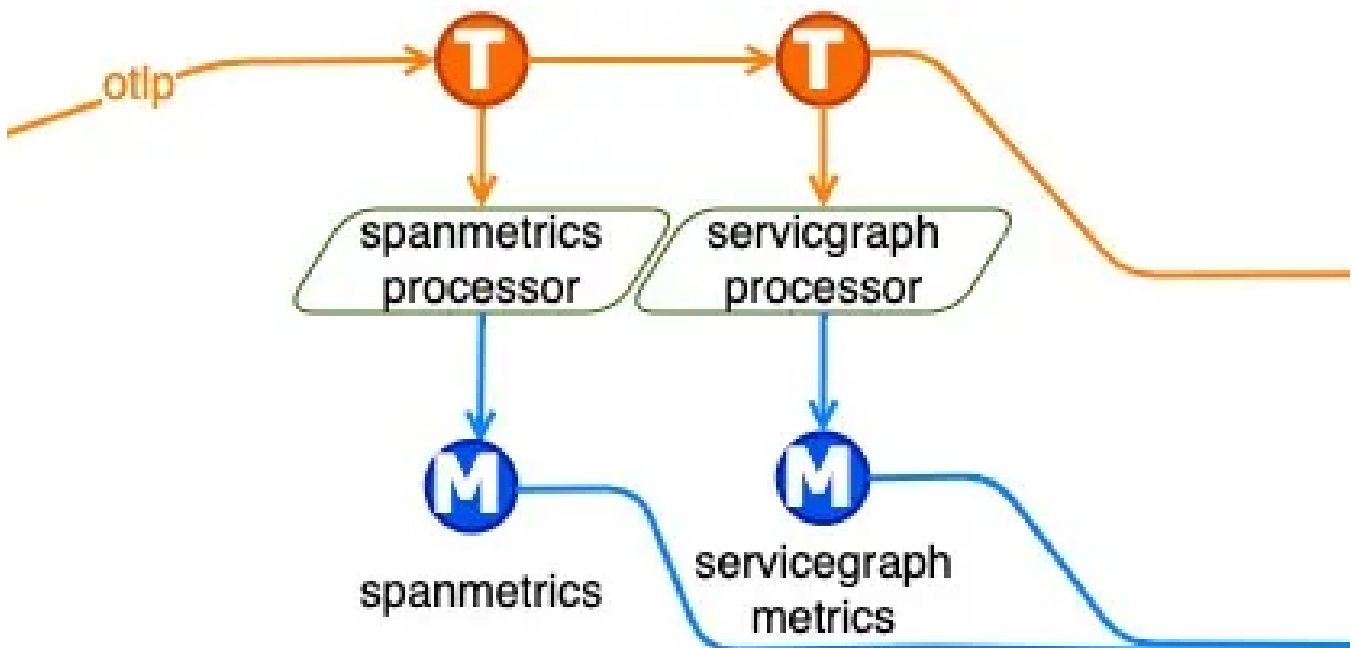 otlp
T
T
spanmetrics
processor
servicgraph
processor
M
M
spanmetrics
servicegraph
metrics